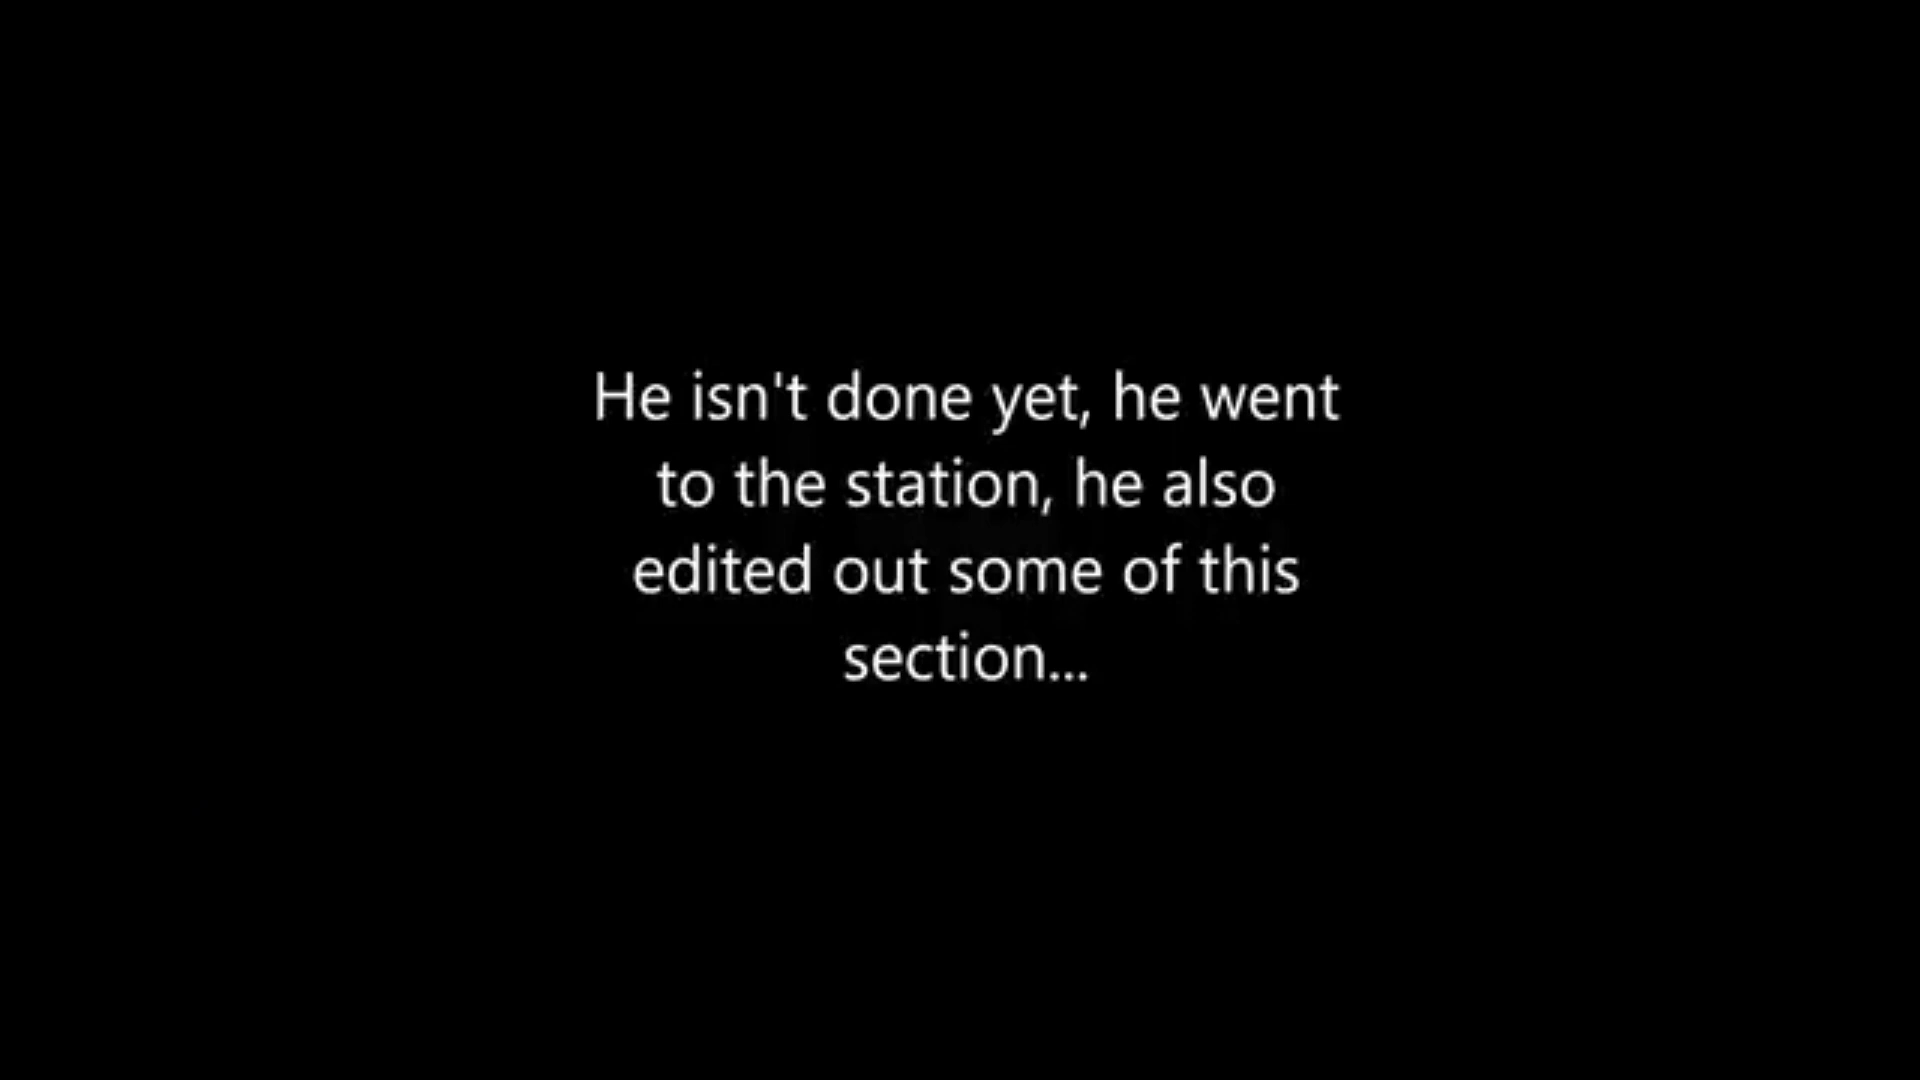 He isn't done yet, he went
to the station, he also
edited out some of this
section...